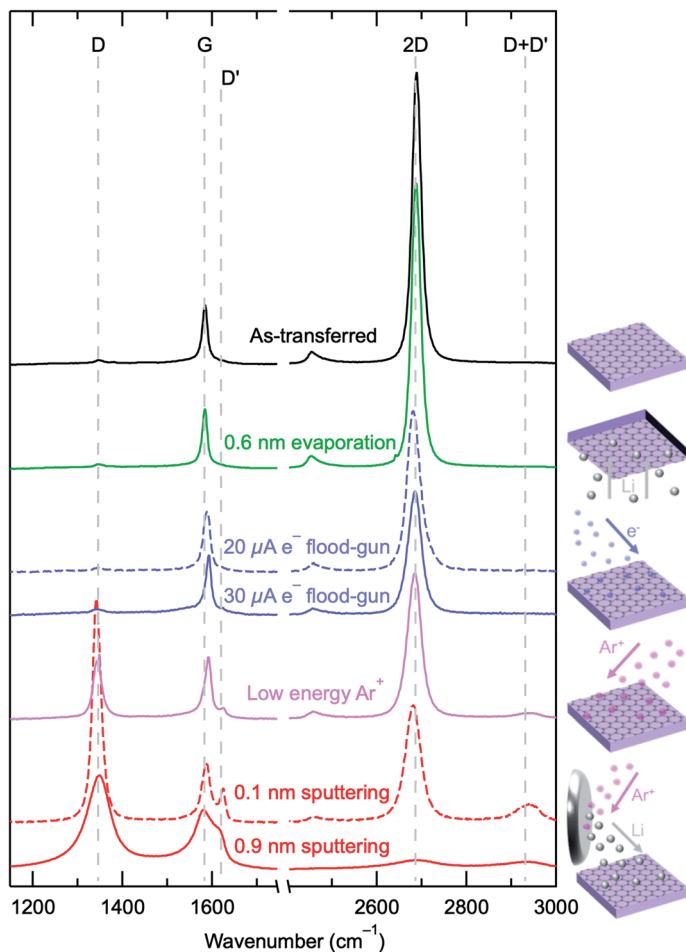 D G 2D D+D'
D'
As-transferred
0.6 nm evaporation
Li
20 µA e⁻ flood-gun
e⁻
30 µA e⁻ flood-gun
Ar⁺
Low energy Ar⁺
Ar⁺
0.1 nm sputtering
Li
0.9 nm sputtering
1200 1400 1600 2600 2800 3000
Wavenumber (cm⁻¹)